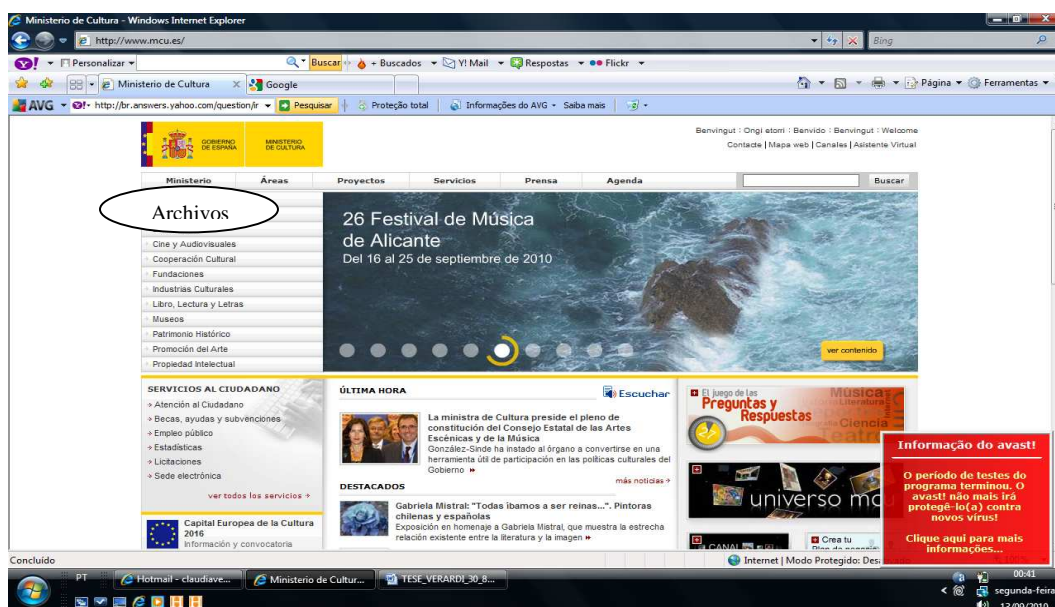 Ministerio de Cultura - Windows Internet Explorer
http://www.mcu.es/
Bing
Personalizar
Buscar
Buscados
Y! Mail
Respostas
Flickr
Ministerio de Cultura
Google
Página
Ferramentas
AVG
http://br.answers.yahoo.com/question/ir
Pesquisar
Proteção total
Informações do AVG
Saiba mais
GOBIERNO DE ESPAÑA
MINISTERIO DE CULTURA
Benvingut | Ongi etorri | Benvido | Benvingut | Welcome
Contacte | Mapa web | Canales | Asistente Virtual
Ministerio Áreas Proyectos Servicios Prensa Agenda
Buscar
Archivos
Cine y Audiovisuales
Cooperación Cultural
Fundaciones
Industrias Culturales
Libro, Lectura y Letras
Museos
Patrimonio Histórico
Promoción del Arte
Propiedad Intelectual
26 Festival de Música
de Alicante
Del 16 al 25 de septiembre
de 2010
ver contenido
SERVICIOS AL CIUDADANO
Atención al Ciudadano
Becas, ayudas y subvenciones
Empleo público
Estadísticas
Licitaciones
Sede electrónica
ver todos los servicios
Capital Europea de la Cultura
2016
Información y convocatoria
ÚLTIMA HORA
Escuchar
La ministra de Cultura preside el pleno de
constitución del Consejo Estatal de las Artes
Escénicas y de la Música
González-Sinde ha instado al órgano a convertirse en una
herramienta útil de participación en las políticas culturales del
Gobierno
más noticias
DESTACADOS
Gabriela Mistral: "Todas íbamos a ser reinas...". Pintoras
chilenas y españolas
Exposición en homenaje a Gabriela Mistral, que muestra la estrecha
relación existente entre la literatura y la imagen
El juego de las
Preguntas y
Respuestas
Música
Literatura
Ciencia
Teatro
universo mcu
CANAL
Crea tu
Informação do avast!
O período de testes do
programa terminou. O
avast! não mais irá
protegê-lo(a) contra
novos vírus!
Clique aqui para mais
informações...
Concluído
Internet | Modo Protegido:
100%
PT
Hotmail - claudiave...
Ministerio de Cultur...
TESE_VERARDI_30_8...
00:41
segunda-feira
13/09/2010